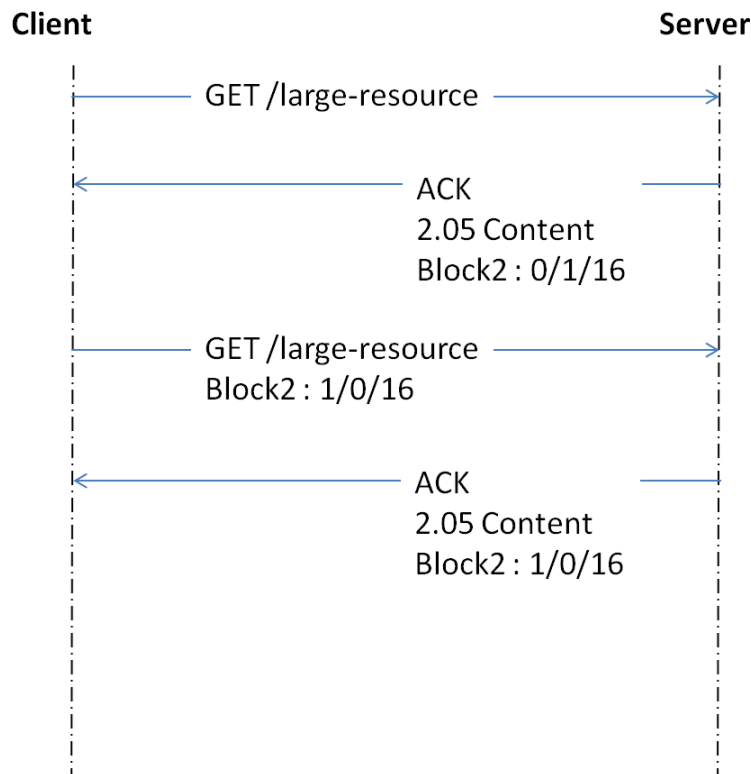 Client Server
GET /large-resource
ACK
2.05 Content
Block2 : 0/1/16
GET /large-resource
Block2 : 1/0/16
ACK
2.05 Content
Block2 : 1/0/16